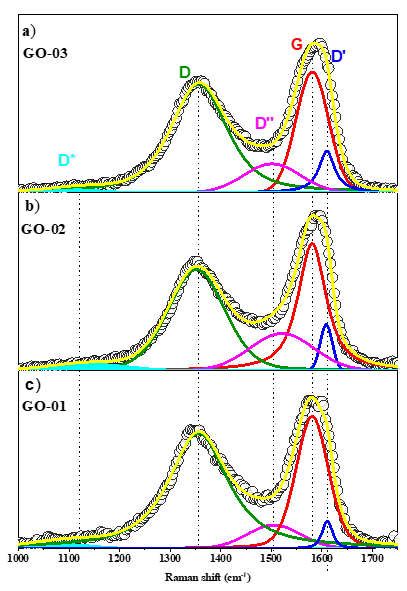 a)
GO-03
G
D'
D
D"
D*
b)
GO-02
c)
GO-01
1000 1100 1200 1300 1400 1500 1600 1700
Raman shift (cm-1)